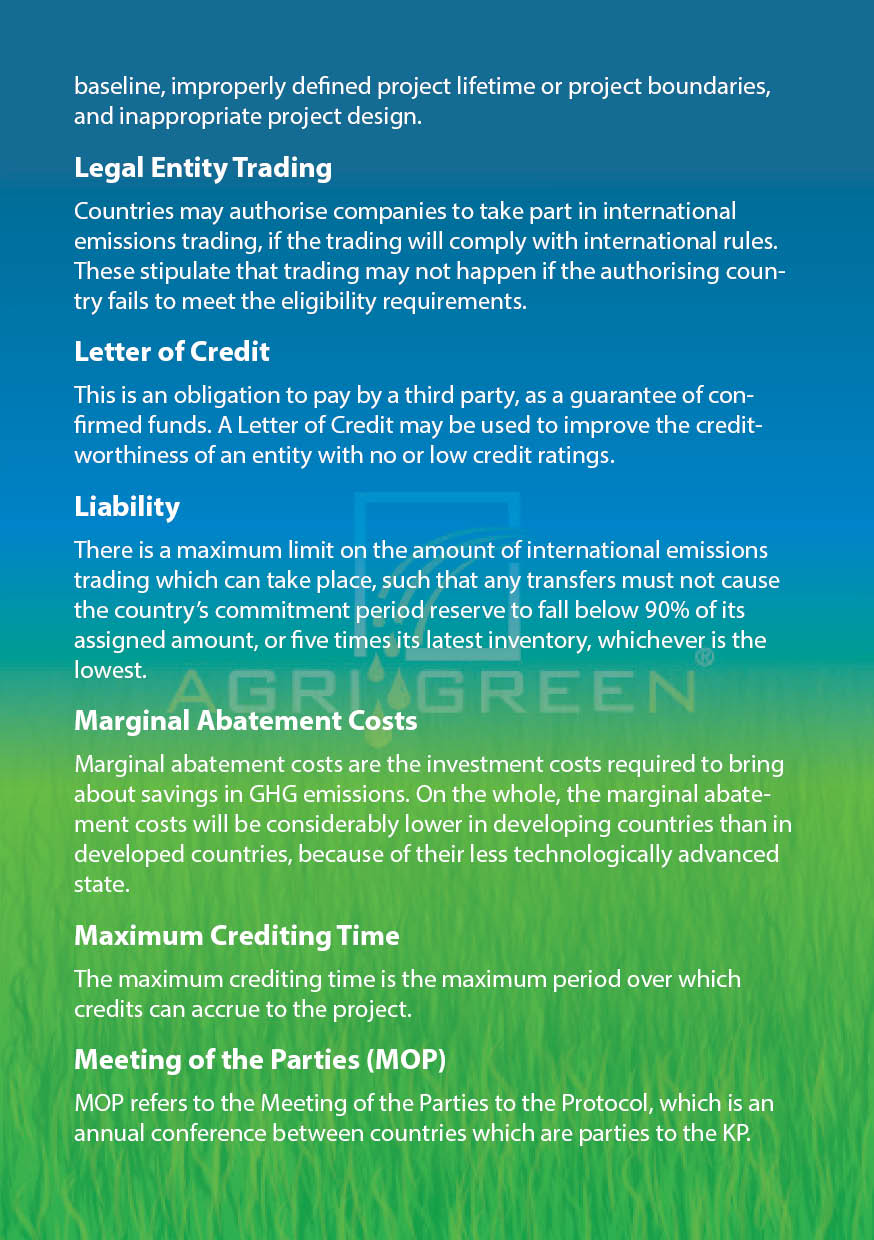 baseline, improperly defined project lifetime or project boundaries,
and inappropriate project design.
Legal Entity Trading
Countries may authorise companies to take part in international
emissions trading, if the trading will comply with international rules.
These stipulate that trading may not happen if the authorising coun-
try fails to meet the eligibility requirements.
Letter of Credit
This is an obligation to pay by a third party, as a guarantee of con-
firmed funds. A Letter of Credit may be used to improve the credit-
worthiness of an entity with no or low credit ratings.
Liability
There is a maximum limit on the amount of international emissions
trading which can take place, such that any transfers must not cause
the country’s commitment period reserve to fall below 90% of its
assigned amount, or five times its latest inventory, whichever is the
lowest.
AGRI GREEN ®
Marginal Abatement Costs
Marginal abatement costs are the investment costs required to bring
about savings in GHG emissions. On the whole, the marginal abate-
ment costs will be considerably lower in developing countries than in
developed countries, because of their less technologically advanced
state.
Maximum Crediting Time
The maximum crediting time is the maximum period over which
credits can accrue to the project.
Meeting of the Parties (MOP)
MOP refers to the Meeting of the Parties to the Protocol, which is an
annual conference between countries which are parties to the KP.